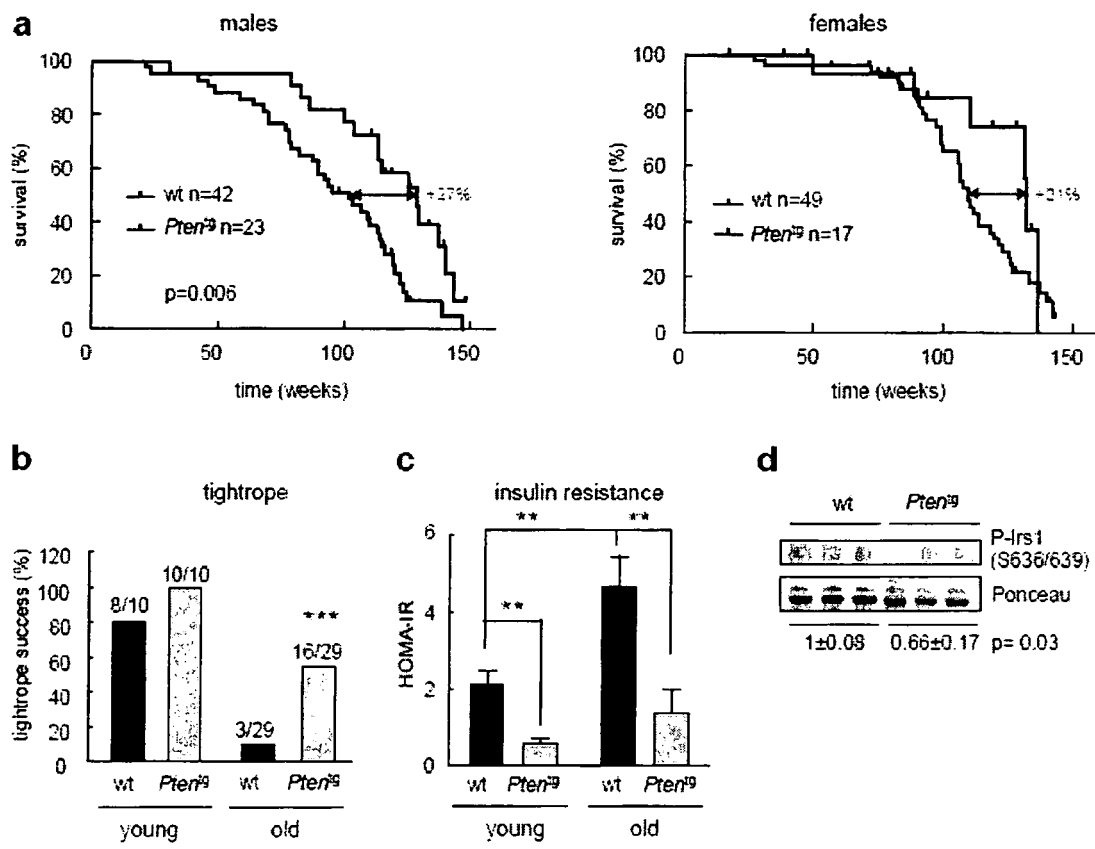 a
males
females
100
80
60
40
20
0
survival (%)
wt n=42
Pten^tg n=23
p=0.006
+27%
0
50
100
150
time (weeks)
100
80
60
40
20
0
survival (%)
wt n=49
Pten^tg n=17
0
50
100
150
time (weeks)
b
tightrope
120
100
80
60
40
20
0
tightrope success (%)
8/10
10/10
3/29
16/29
***
wt
Pten^tg
wt
Pten^tg
young
old
c
insulin resistance
6
4
2
0
HOMA-IR
**
**
**
wt
Pten^tg
wt
Pten^tg
young
old
d
wt
Pten^tg
P-Irs1
(S636/639)
Ponceau
1±0.08
0.66±0.17
p= 0.03